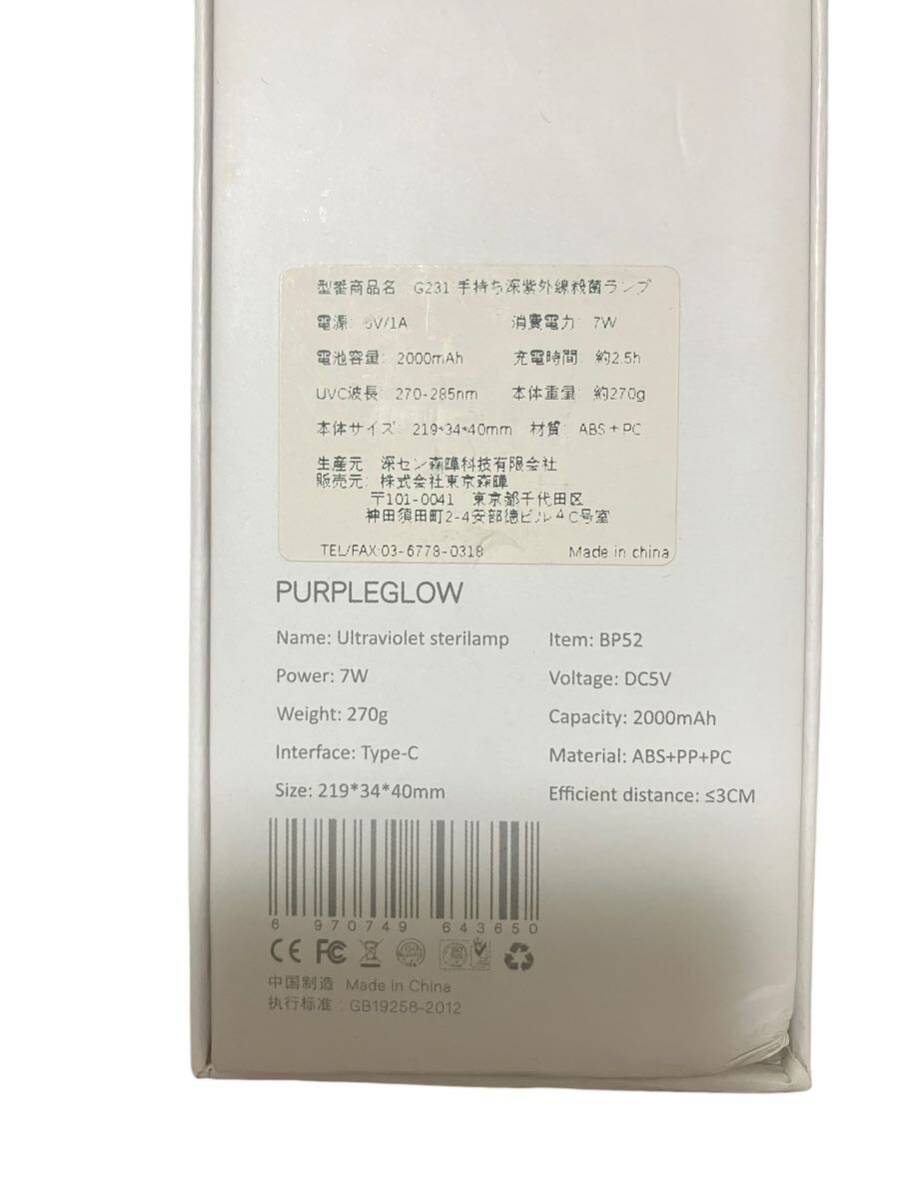 型番商品名 G231 手持ち深紫外線殺菌ランプ
電源: 5V/1A 消費電力 7W
電池容量: 2000mAh 充電時間 約2.5h
UVC波長: 270-285nm 本体重量 約270g
本体サイズ: 219*34*40mm 材質: ABS+PC
生産元 深セン森曄科技有限会社
販売元: 株式会社東京森曄
〒101-0041 東京都千代田区
神田須田町2-4安部徳ビル4C号室
TEL/FAX:03-6778-0318 Made in china
PURPLEGLOW
Name: Ultraviolet sterilamp Item: BP52
Power: 7W Voltage: DC5V
Weight: 270g Capacity: 2000mAh
Interface: Type-C Material: ABS+PP+PC
Size: 219*34*40mm Efficient distance: ≤3CM
6 970749 643650
CE FC
中国制造 Made in China
执行标准: GB19258-2012